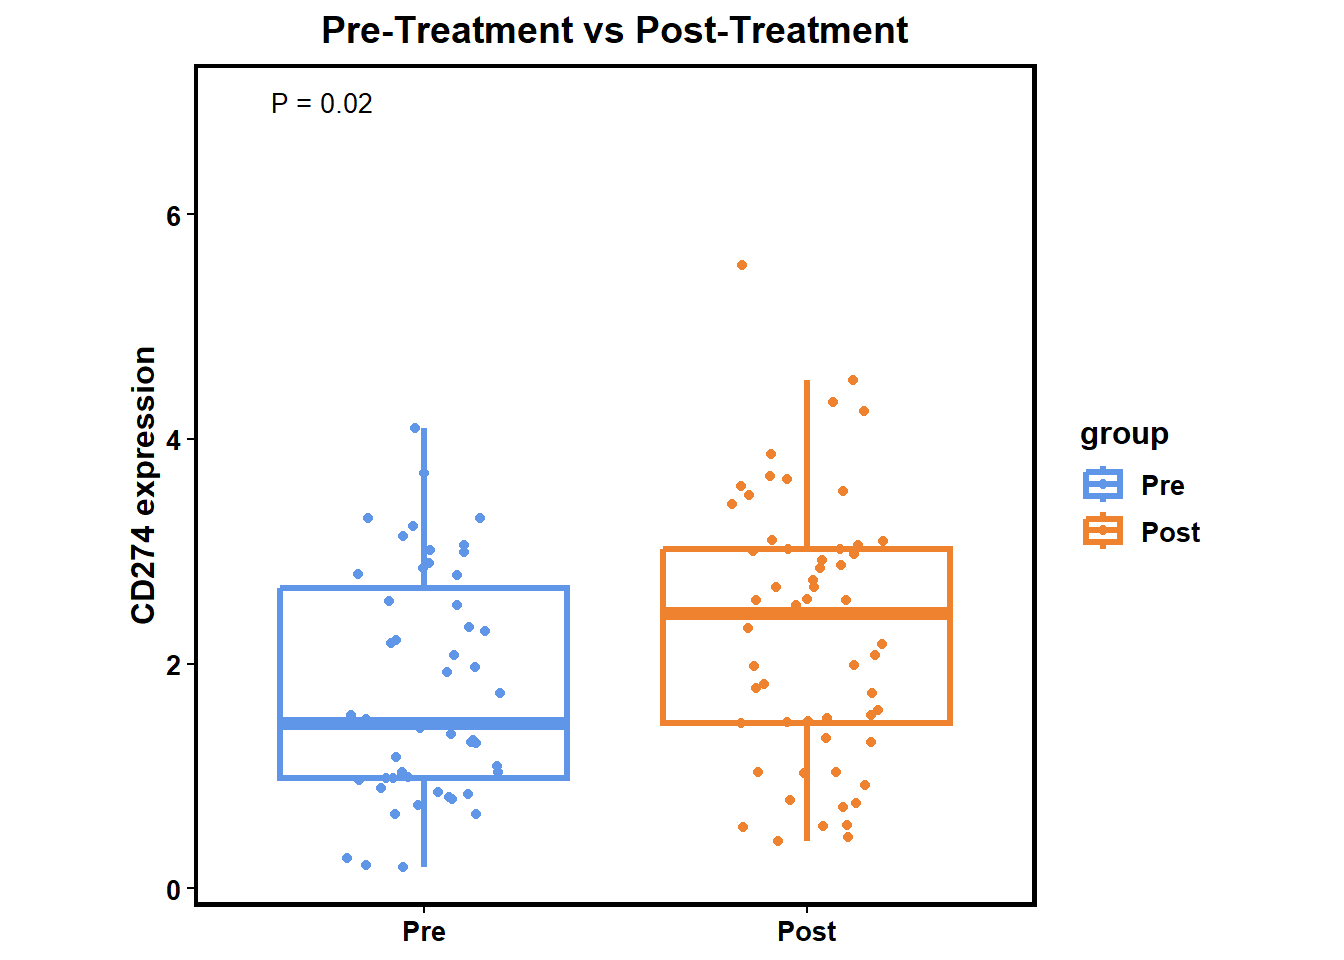 Pre-Treatment vs Post-Treatment
P = 0.02
6
4
2
0
CD274 expression
Pre
Post
group
Pre
Post